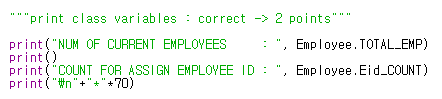 """print class variables : correct -> 2 points"""
print("NUM OF CURRENT EMPLOYEES     : ", Employee.TOTAL_EMP)
print()
print("COUNT FOR ASSIGN EMPLOYEE ID : ", Employee.Eid_COUNT)
print("₩n"+"*"*70)